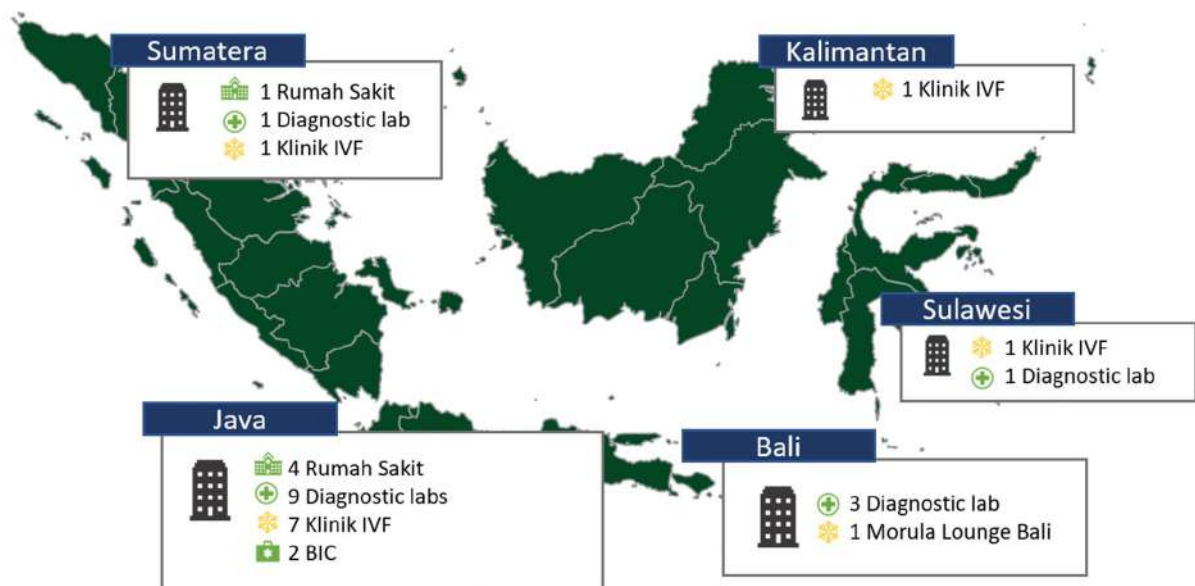 Sumatera
1 Rumah Sakit
1 Diagnostic lab
1 Klinik IVF
Kalimantan
1 Klinik IVF
Sulawesi
1 Klinik IVF
1 Diagnostic lab
Java
4 Rumah Sakit
9 Diagnostic labs
7 Klinik IVF
2 BIC
Bali
3 Diagnostic lab
1 Morula Lounge Bali